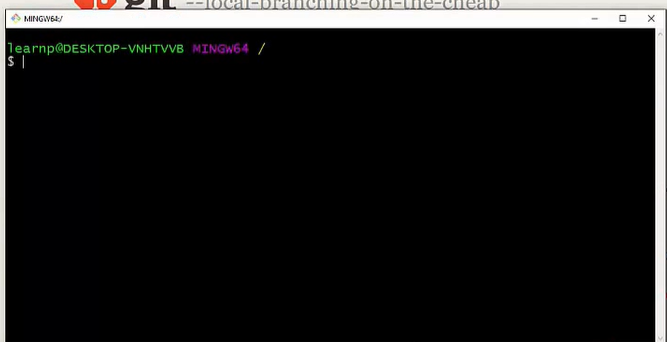 git --local-branching-on-the-cheap
MINGW64:/
learnp@DESKTOP-VNHTVVB MINGW64 /
$